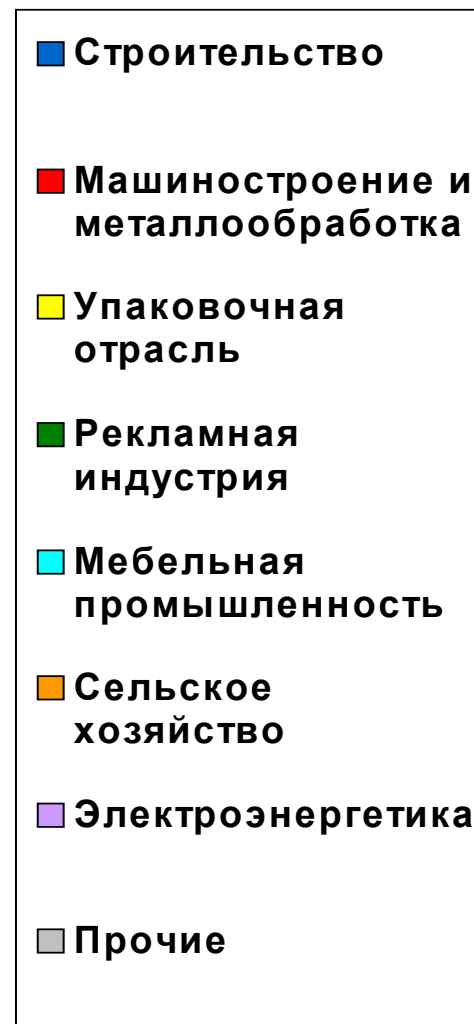 Строительство
Машиностроение и
металлообработка
Упаковочная
отрасль
Рекламная
индустрия
Мебельная
промышленность
Сельское
хозяйство
Электроэнергетика
Прочие